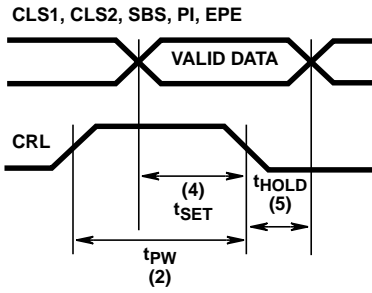 CLS1, CLS2, SBS, PI, EPE
VALID DATA
CRL
(4)
tSET
tHOLD
(5)
tPW
(2)